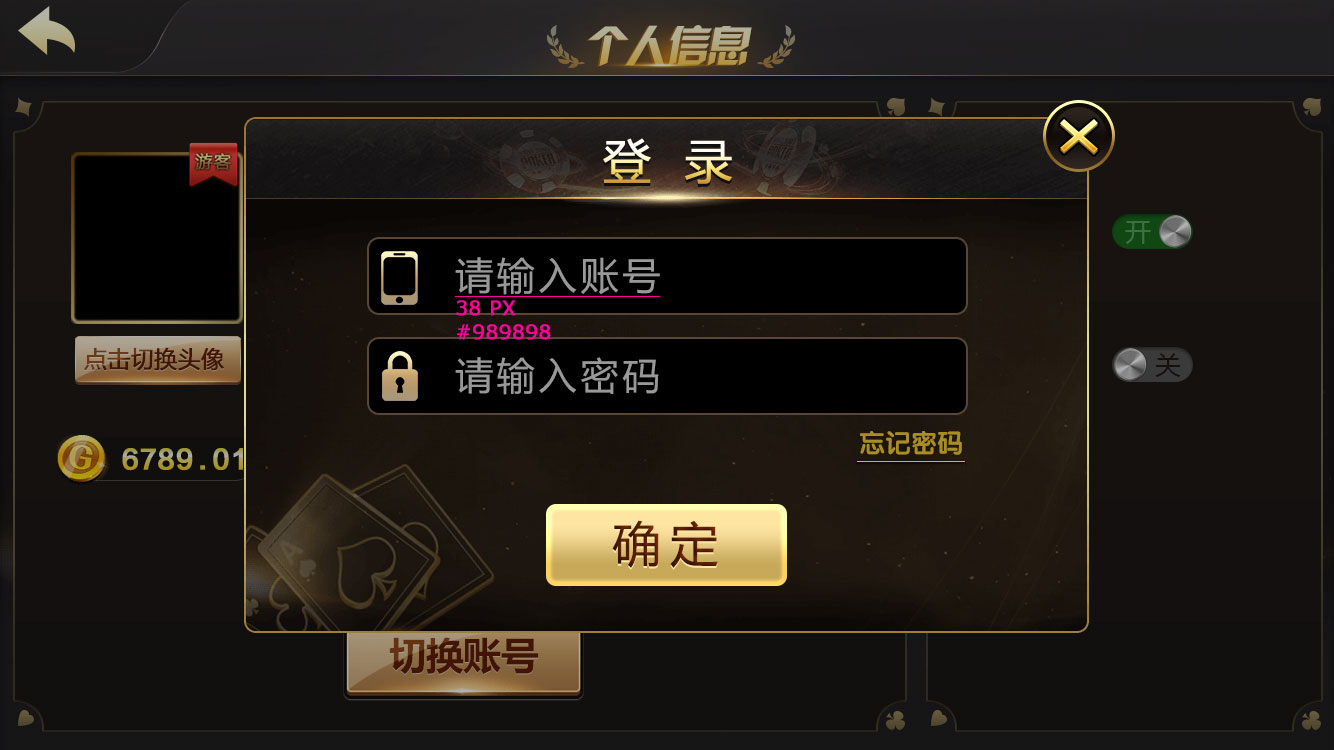 个人信息
游客
登 录
开
请输入账号
38 PX
#989898
点击切换头像
请输入密码
关
忘记密码
6789.01
确定
切换账号